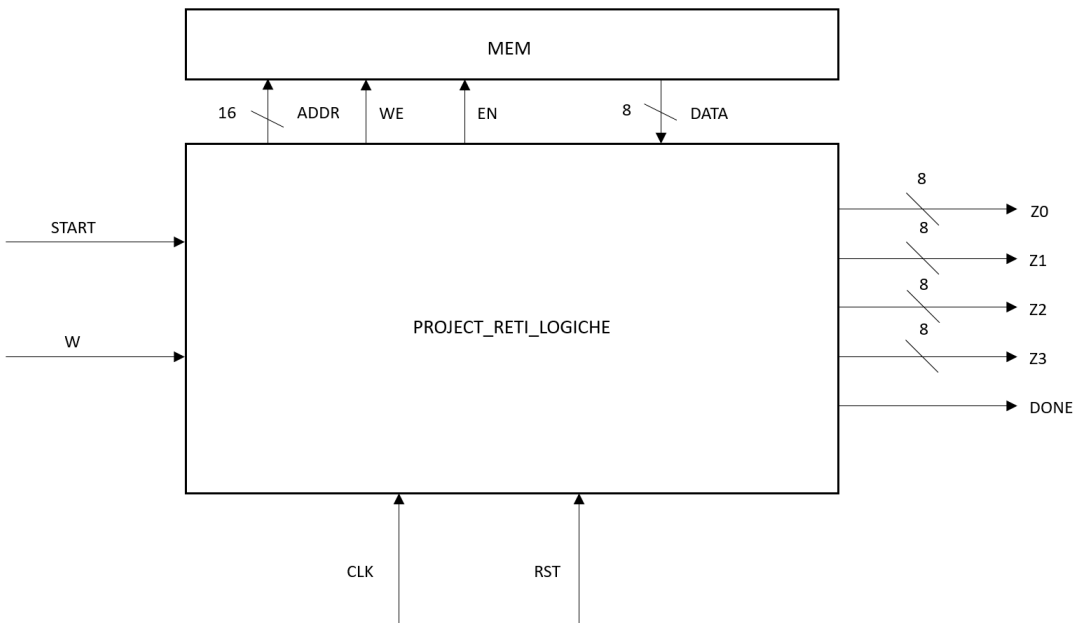 MEM
16 ADDR WE EN 8 DATA
8
START
Z0
8
Z1
8
Z2
PROJECT_RETI_LOGICHE
8
W
Z3
DONE
CLK
RST